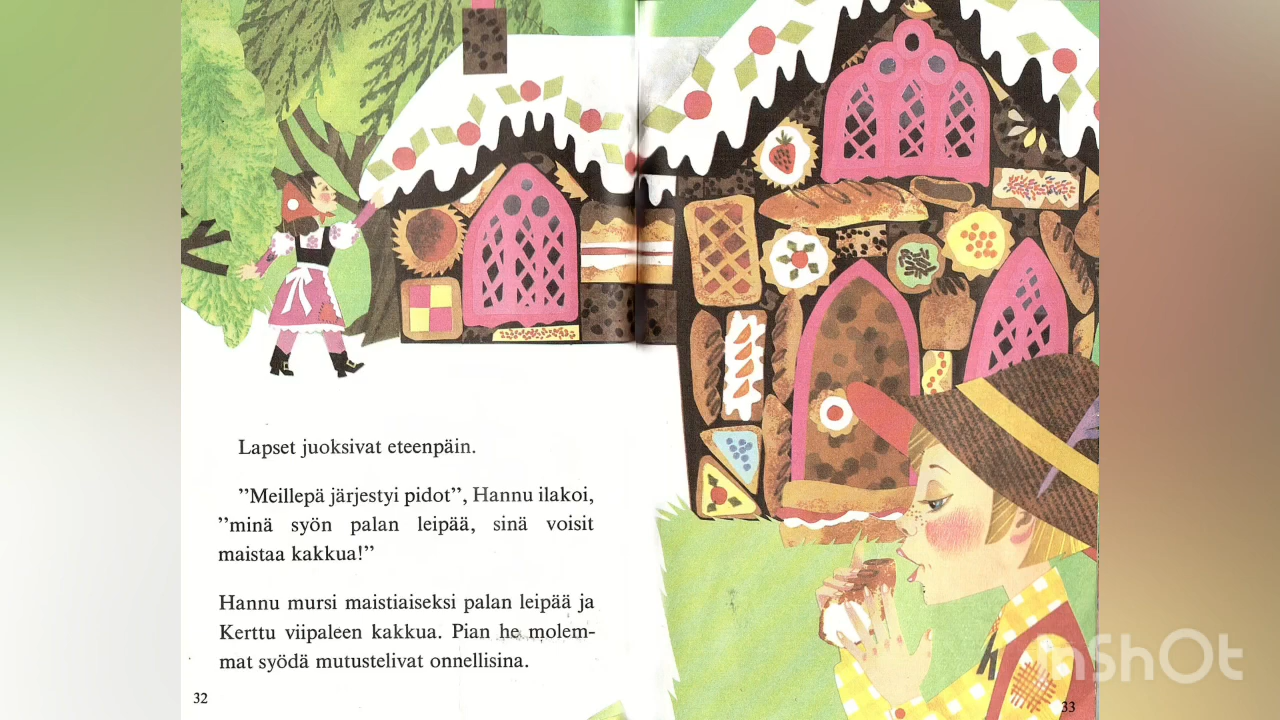 Lapset juoksivat eteenpäin.
”Meillepä järjestyi pidot”, Hannu ilakoi,
”minä syön palan leipää, sinä voisit
maistaa kakkua!”
Hannu mursi maistiaiseksi palan leipää ja
Kerttu viipaleen kakkua. Pian he molem-
mat syödä mutustelivat onnellisina.
32
33
InShOt